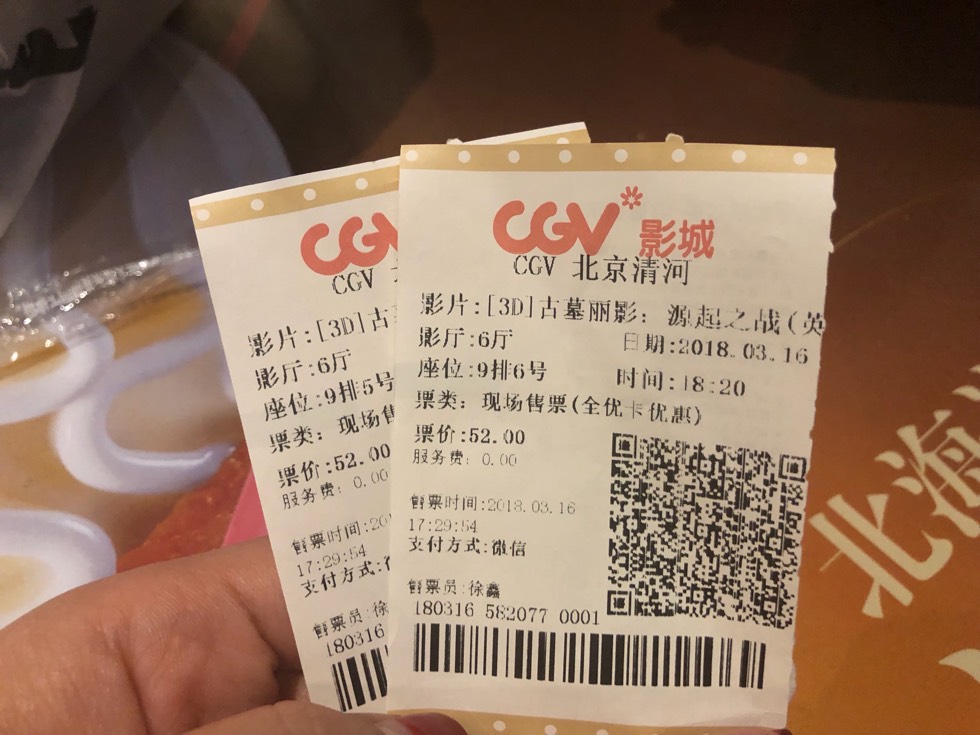 CGV
CGV
影片:[3D]古
影厅:6厅
座位:9排5号
票类: 现场售
票价:52.00
服务费: 0.00
售票时间:20
17:29:54
支付方式:
售票员:徐
180316
CGV影城
CGV 北京清河
影片:[3D]古墓丽影: 源起之战(英
影厅:6厅 日期:2018.03.16
座位:9排6号 时间:18:20
票类: 现场售票(全优卡优惠)
票价:52.00
服务费: 0.00
售票时间:2018.03.16
17:29:54
支付方式:微信
售票员:徐鑫
180316 582077 0001
北海